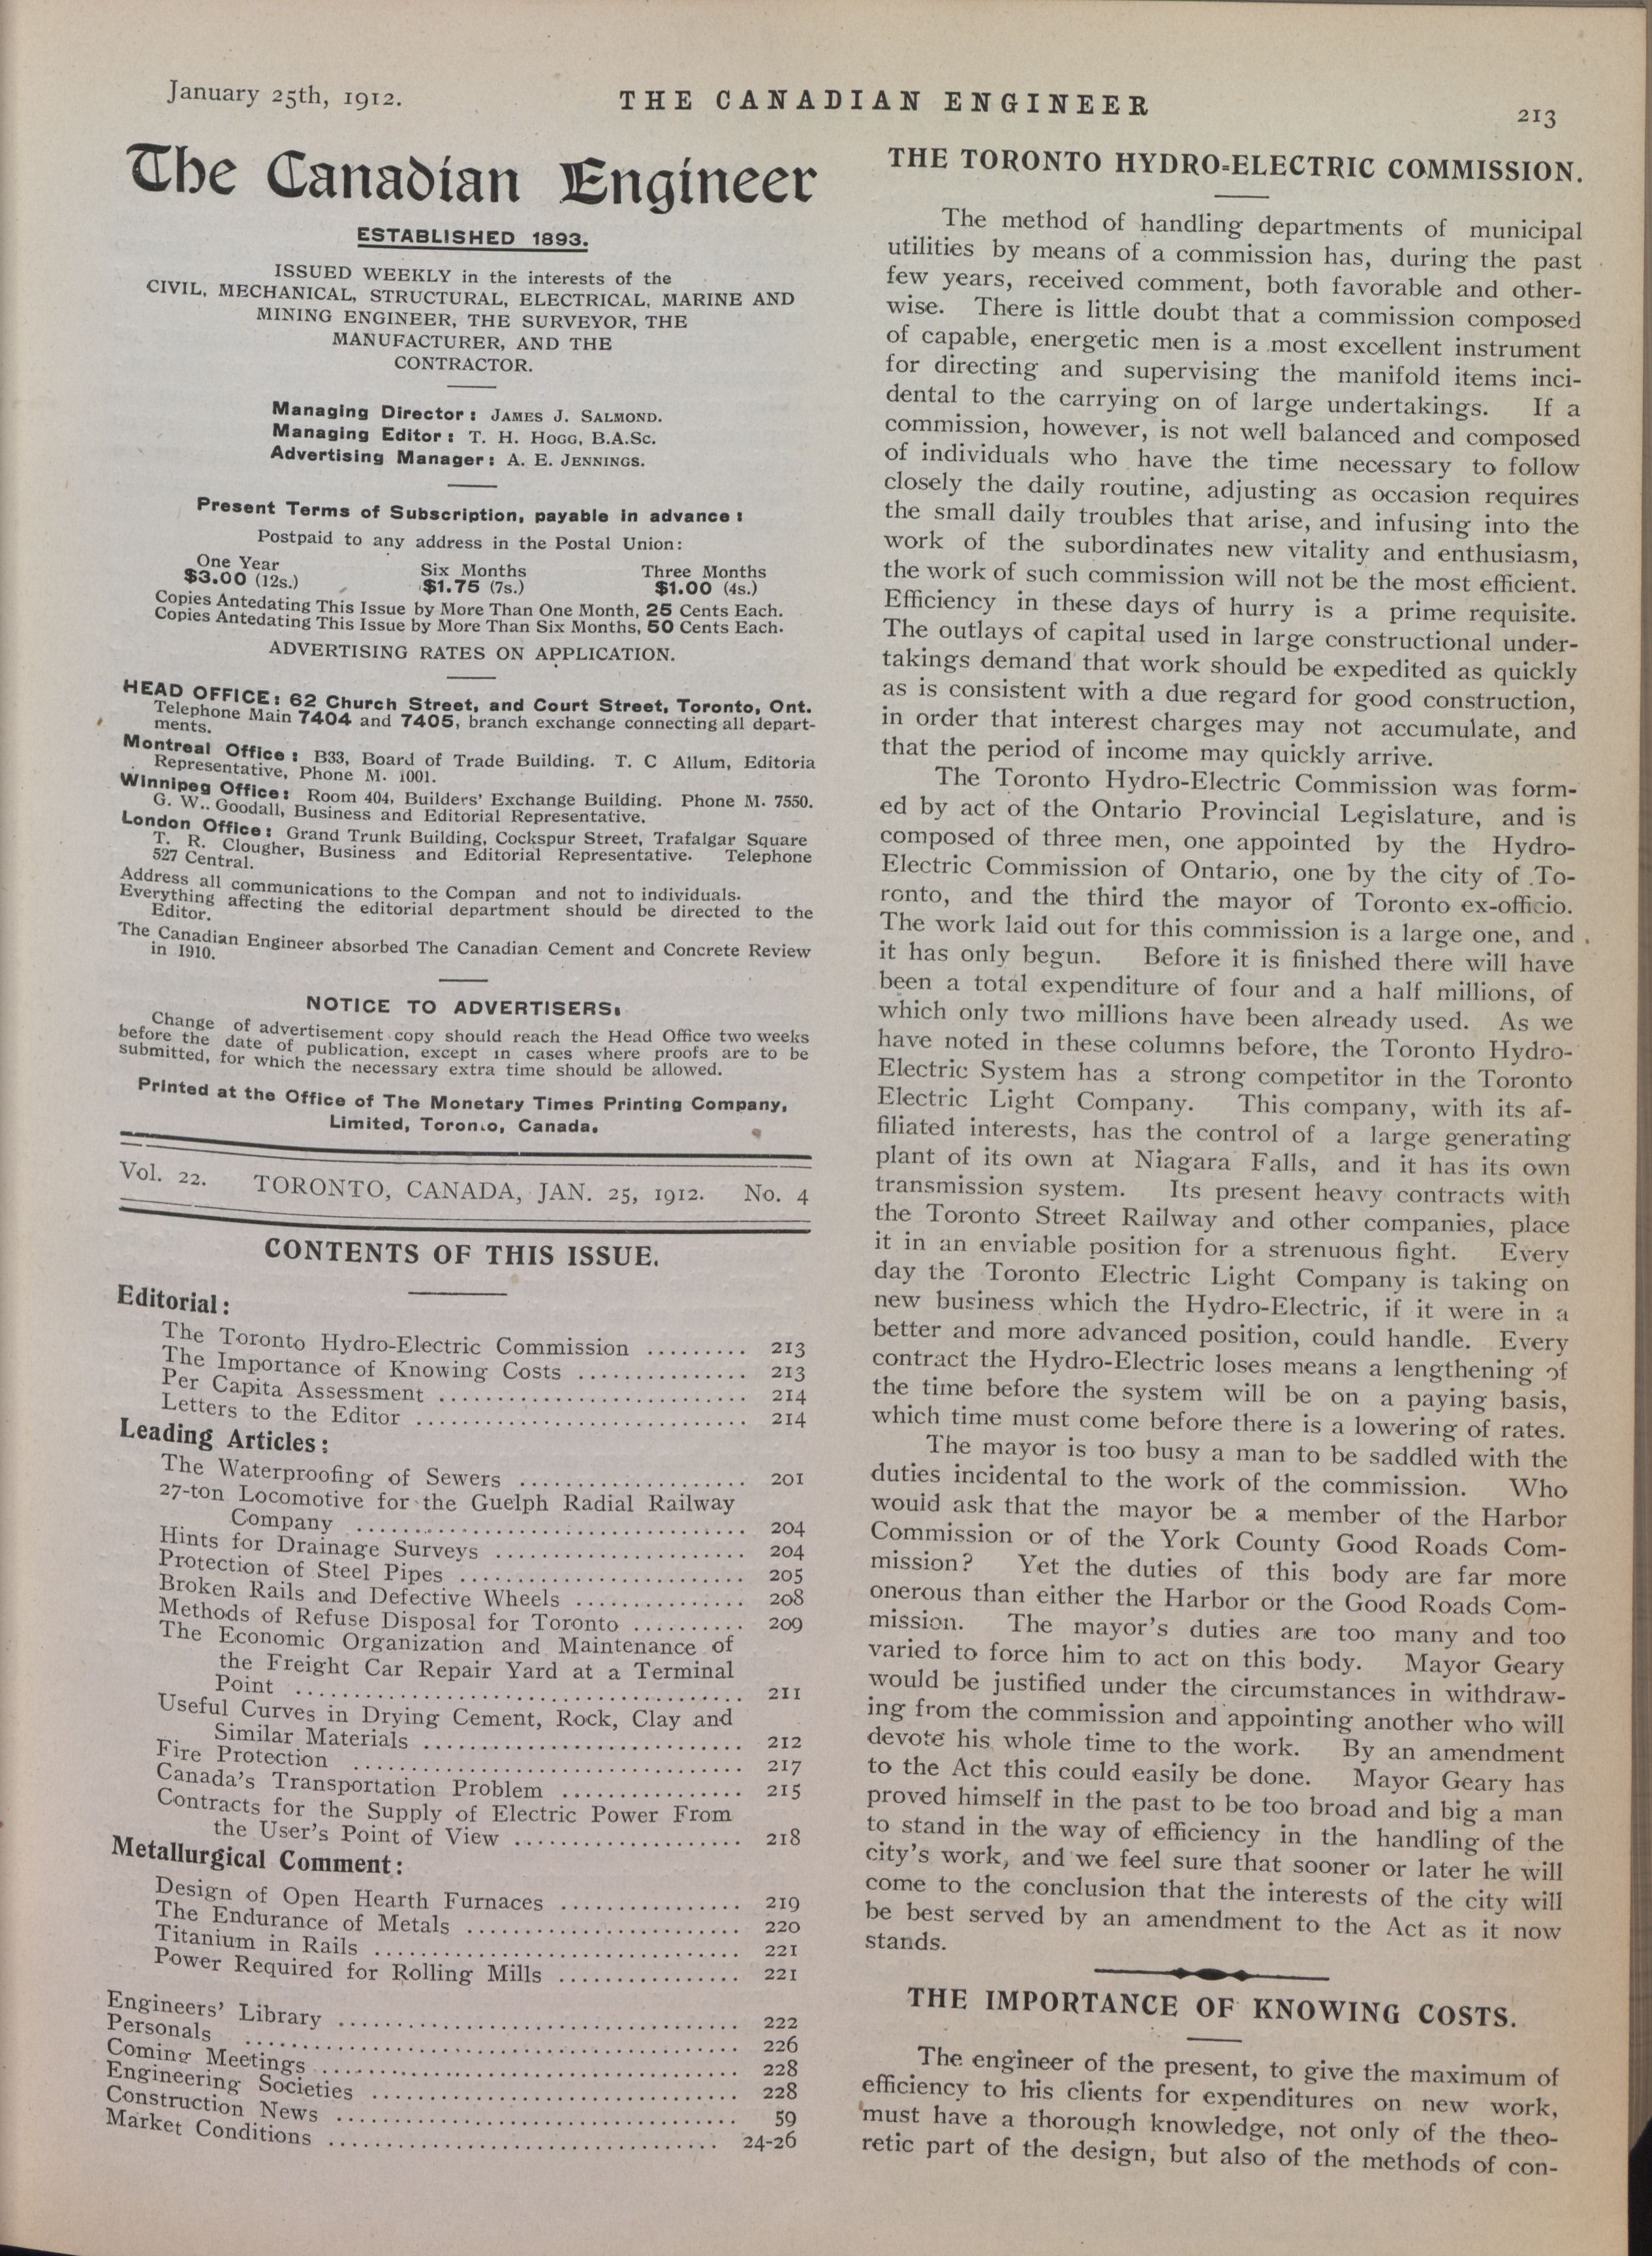 January 25th, 1912.
THE CANADIAN ENGINEER
213
The Canadian Engineer
ESTABLISHED 1893.
ISSUED WEEKLY in the interests of the
CIVIL, MECHANICAL, STRUCTURAL, ELECTRICAL, MARINE AND
MINING ENGINEER, THE SURVEYOR, THE
MANUFACTURER, AND THE
CONTRACTOR.
Managing Director: JAMES J. SALMOND.
Managing Editor: T. H. HOGG, B.A.SC.
Advertising Manager: A. E. JENNINGS.
Present Terms of Subscription, payable in advance:
Postpaid to any address in the Postal Union:
One Year Six Months Three Months
$3.00 (12s.) $1.75 (7s.) $1.00 (4s.)
Copies Antedating This Issue by More Than One Month, 25 Cents Each.
Copies Antedating This Issue by More Than Six Months, 50 Cents Each.
ADVERTISING RATES ON APPLICATION.
HEAD OFFICE: 62 Church Street, and Court Street, Toronto, Ont.
Telephone Main 7404 and 7405, branch exchange connecting all depart-
ments.
Montreal Office: B33, Board of Trade Building. T. C Allum, Editoria
Representative, Phone M. 1001.
Winnipeg Office: Room 404, Builders' Exchange Building. Phone M. 7550.
G. W.. Goodall, Business and Editorial Representative.
London Office: Grand Trunk Building, Cockspur Street, Trafalgar Square
T. R. Clougher, Business and Editorial Representative. Telephone
527 Central.
Address all communications to the Compan and not to individuals.
Everything affecting the editorial department should be directed to the
Editor.
The Canadian Engineer absorbed The Canadian Cement and Concrete Review
in 1910.
NOTICE TO ADVERTISERS.
Change of advertisement copy should reach the Head Office two weeks
before the date of publication, except in cases where proofs are to be
submitted, for which the necessary extra time should be allowed.
Printed at the Office of The Monetary Times Printing Company,
Limited, Toronto, Canada.
Vol. 22. TORONTO, CANADA, JAN. 25, 1912. No. 4
CONTENTS OF THIS ISSUE.
Editorial:
The Toronto Hydro-Electric Commission ......... 213
The Importance of Knowing Costs ............... 213
Per Capita Assessment ........................... 214
Letters to the Editor ............................. 214
Leading Articles:
The Waterproofing of Sewers .................... 201
27-ton Locomotive for the Guelph Radial Railway
Company .................................. 204
Hints for Drainage Surveys ...................... 204
Protection of Steel Pipes ......................... 205
Broken Rails and Defective Wheels ............... 208
Methods of Refuse Disposal for Toronto .......... 209
The Economic Organization and Maintenance of
the Freight Car Repair Yard at a Terminal
Point ....................................... 211
Useful Curves in Drying Cement, Rock, Clay and
Similar Materials ............................ 212
Fire Protection .................................. 217
Canada's Transportation Problem ................ 215
Contracts for the Supply of Electric Power From
the User's Point of View .................... 218
Metallurgical Comment:
Design of Open Hearth Furnaces ................ 219
The Endurance of Metals ........................ 220
Titanium in Rails ................................ 221
Power Required for Rolling Mills ................ 221
Engineers' Library ................................... 222
Personals ........................................... 226
Coming Meetings ..................................... 228
Engineering Societies ................................ 228
Construction News ................................... 59
Market Conditions .................................. 24-26
THE TORONTO HYDRO-ELECTRIC COMMISSION.
The method of handling departments of municipal
utilities by means of a commission has, during the past
few years, received comment, both favorable and other-
wise. There is little doubt that a commission composed
of capable, energetic men is a most excellent instrument
for directing and supervising the manifold items inci-
dental to the carrying on of large undertakings. If a
commission, however, is not well balanced and composed
of individuals who have the time necessary to follow
closely the daily routine, adjusting as occasion requires
the small daily troubles that arise, and infusing into the
work of the subordinates new vitality and enthusiasm,
the work of such commission will not be the most efficient.
Efficiency in these days of hurry is a prime requisite.
The outlays of capital used in large constructional under-
takings demand that work should be expedited as quickly
as is consistent with a due regard for good construction,
in order that interest charges may not accumulate, and
that the period of income may quickly arrive.
The Toronto Hydro-Electric Commission was form-
ed by act of the Ontario Provincial Legislature, and is
composed of three men, one appointed by the Hydro-
Electric Commission of Ontario, one by the city of To-
ronto, and the third the mayor of Toronto ex-officio.
The work laid out for this commission is a large one, and
it has only begun. Before it is finished there will have
been a total expenditure of four and a half millions, of
which only two millions have been already used. As we
have noted in these columns before, the Toronto Hydro-
Electric System has a strong competitor in the Toronto
Electric Light Company. This company, with its af-
filiated interests, has the control of a large generating
plant of its own at Niagara Falls, and it has its own
transmission system. Its present heavy contracts with
the Toronto Street Railway and other companies, place
it in an enviable position for a strenuous fight. Every
day the Toronto Electric Light Company is taking on
new business which the Hydro-Electric, if it were in a
better and more advanced position, could handle. Every
contract the Hydro-Electric loses means a lengthening of
the time before the system will be on a paying basis,
which time must come before there is a lowering of rates.
The mayor is too busy a man to be saddled with the
duties incidental to the work of the commission. Who
would ask that the mayor be a member of the Harbor
Commission or of the York County Good Roads Com-
mission? Yet the duties of this body are far more
onerous than either the Harbor or the Good Roads Com-
mission. The mayor's duties are too many and too
varied to force him to act on this body. Mayor Geary
would be justified under the circumstances in withdraw-
ing from the commission and appointing another who will
devote his whole time to the work. By an amendment
to the Act this could easily be done. Mayor Geary has
proved himself in the past to be too broad and big a man
to stand in the way of efficiency in the handling of the
city's work, and we feel sure that sooner or later he will
come to the conclusion that the interests of the city will
be best served by an amendment to the Act as it now
stands.
THE IMPORTANCE OF KNOWING COSTS.
The engineer of the present, to give the maximum of
efficiency to his clients for expenditures on new work,
must have a thorough knowledge, not only of the theo-
retic part of the design, but also of the methods of con-